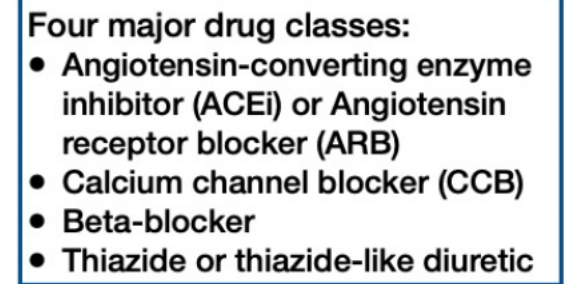 Four major drug classes:
• Angiotensin-converting enzyme
inhibitor (ACEi) or Angiotensin
receptor blocker (ARB)
• Calcium channel blocker (CCB)
• Beta-blocker
• Thiazide or thiazide-like diuretic